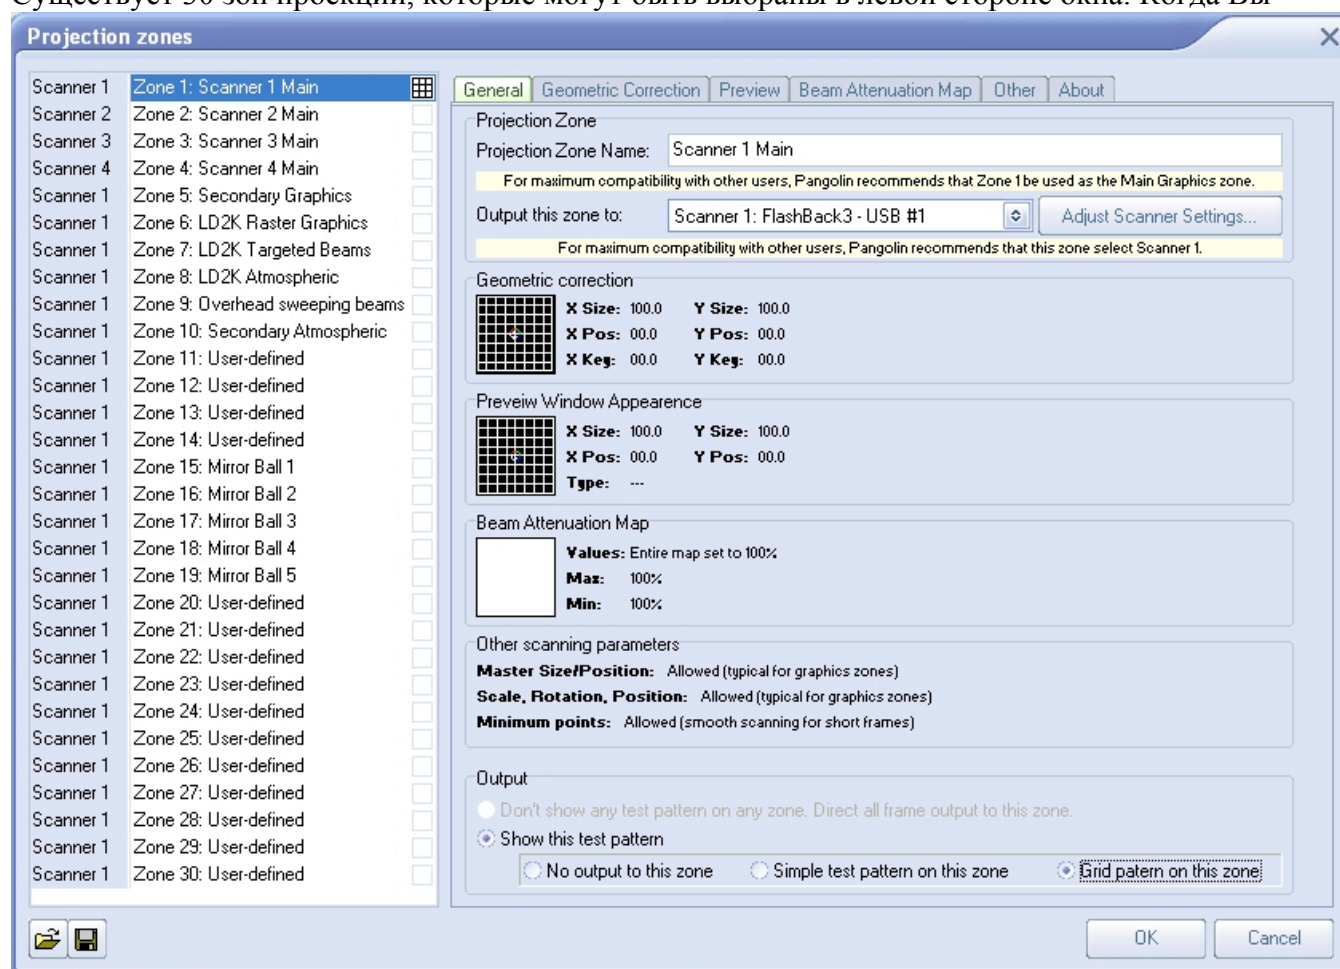 Существует 30 зон проекции, которые могут быть выбраны в левой стороне окна. Когда Вы
Projection zones
Scanner 1 Zone 1: Scanner 1 Main
Scanner 2 Zone 2: Scanner 2 Main
Scanner 3 Zone 3: Scanner 3 Main
Scanner 4 Zone 4: Scanner 4 Main
Scanner 1 Zone 5: Secondary Graphics
Scanner 1 Zone 6: LD2K Raster Graphics
Scanner 1 Zone 7: LD2K Targeted Beams
Scanner 1 Zone 8: LD2K Atmospheric
Scanner 1 Zone 9: Overhead sweeping beams
Scanner 1 Zone 10: Secondary Atmospheric
Scanner 1 Zone 11: User-defined
Scanner 1 Zone 12: User-defined
Scanner 1 Zone 13: User-defined
Scanner 1 Zone 14: User-defined
Scanner 1 Zone 15: Mirror Ball 1
Scanner 1 Zone 16: Mirror Ball 2
Scanner 1 Zone 17: Mirror Ball 3
Scanner 1 Zone 18: Mirror Ball 4
Scanner 1 Zone 19: Mirror Ball 5
Scanner 1 Zone 20: User-defined
Scanner 1 Zone 21: User-defined
Scanner 1 Zone 22: User-defined
Scanner 1 Zone 23: User-defined
Scanner 1 Zone 24: User-defined
Scanner 1 Zone 25: User-defined
Scanner 1 Zone 26: User-defined
Scanner 1 Zone 27: User-defined
Scanner 1 Zone 28: User-defined
Scanner 1 Zone 29: User-defined
Scanner 1 Zone 30: User-defined
General Geometric Correction Preview Beam Attenuation Map Other About
Projection Zone
Projection Zone Name: Scanner 1 Main
For maximum compatibility with other users, Pangolin recommends that Zone 1 be used as the Main Graphics zone.
Output this zone to: Scanner 1: FlashBack3 - USB #1 Adjust Scanner Settings...
For maximum compatibility with other users, Pangolin recommends that this zone select Scanner 1.
Geometric correction
X Size: 100.0 Y Size: 100.0
X Pos: 00.0 Y Pos: 00.0
X Key: 00.0 Y Key: 00.0
Preveiw Window Appearence
X Size: 100.0 Y Size: 100.0
X Pos: 00.0 Y Pos: 00.0
Type: ---
Beam Attenuation Map
Values: Entire map set to 100%
Max: 100%
Min: 100%
Other scanning parameters
Master Size/Position: Allowed (typical for graphics zones)
Scale, Rotation, Position: Allowed (typical for graphics zones)
Minimum points: Allowed (smooth scanning for short frames)
Output
Don't show any test pattern on any zone. Direct all frame output to this zone.
Show this test pattern
No output to this zone Simple test pattern on this zone Grid patern on this zone
OK Cancel